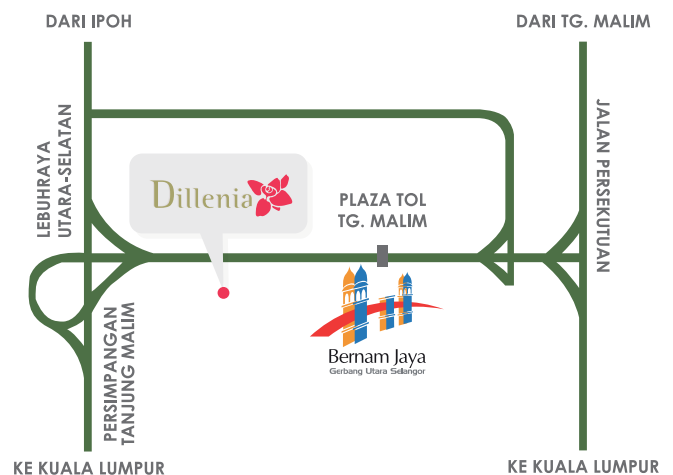 DARI IPOH
DARI TG. MALIM
LEBUHRAYA
UTARA-SELATAN
JALAN PERSEKUTUAN
Dillenia
PLAZA TOL
TG. MALIM
PERSIMPANGAN
TANJUNG MALIM
Bernam Jaya
Gerbang Utara Selangor
KE KUALA LUMPUR
KE KUALA LUMPUR